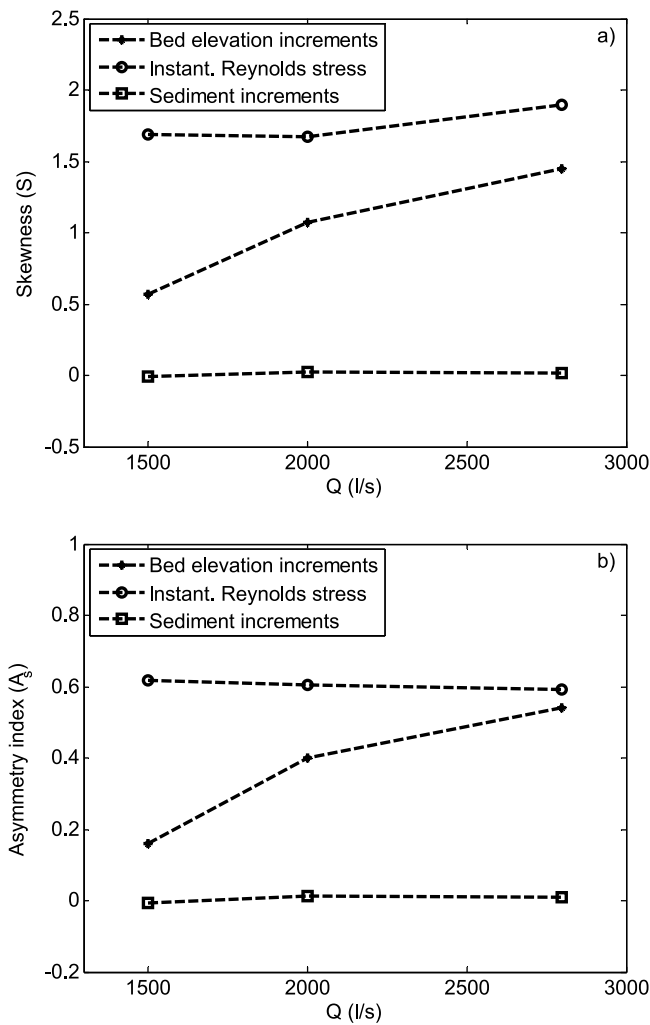 a)
Bed elevation increments
Instant. Reynolds stress
Sediment increments
2.5
2
1.5
1
0.5
0
-0.5
Skewness (S)
1500 2000 2500 3000
Q (l/s)
b)
Bed elevation increments
Instant. Reynolds stress
Sediment increments
1
0.8
0.6
0.4
0.2
0
-0.2
Asymmetry index (As)
1500 2000 2500 3000
Q (l/s)